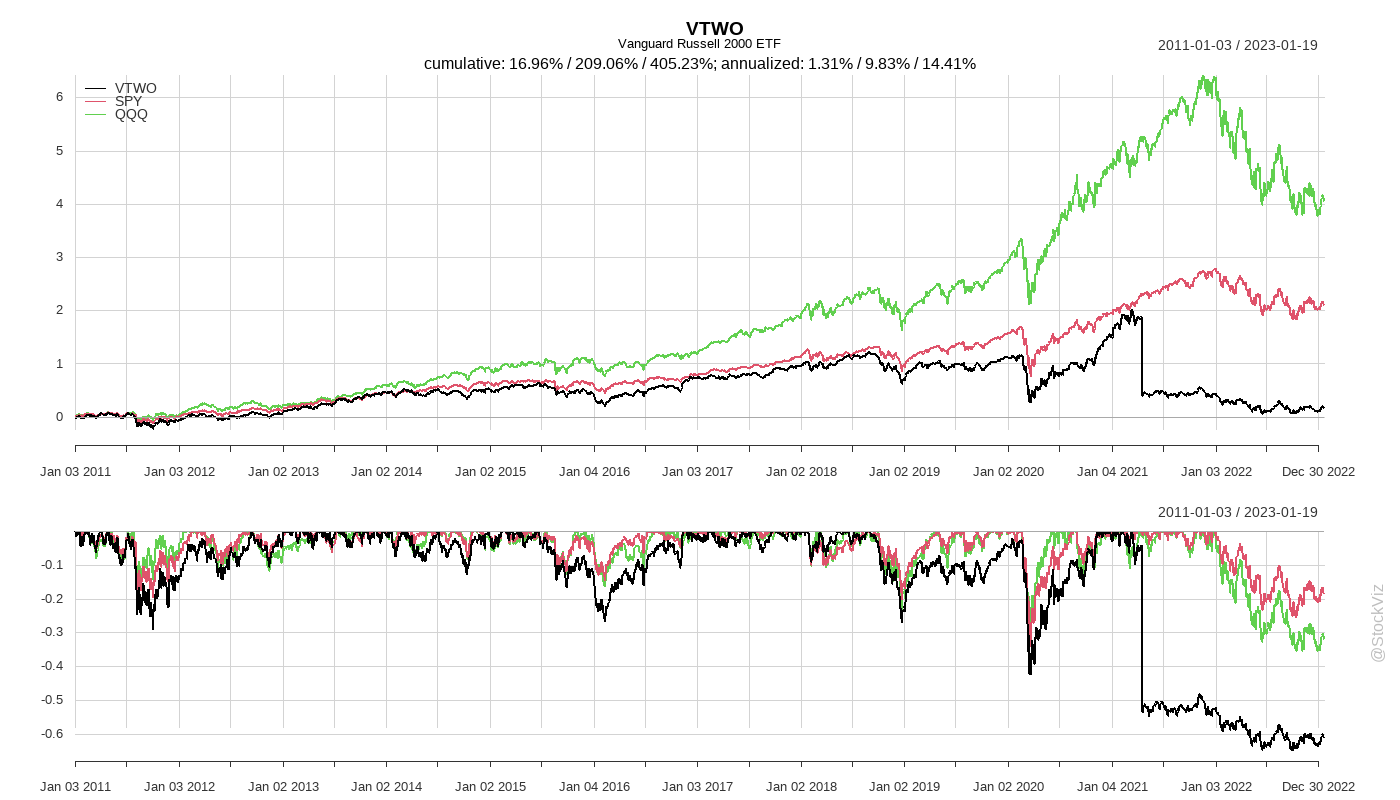 VTWO
Vanguard Russell 2000 ETF
2011-01-03 / 2023-01-19
cumulative: 16.96% / 209.06% / 405.23%; annualized: 1.31% / 9.83% / 14.41%
VTWO
SPY
QQQ
6
5
4
3
2
1
0
Jan 03 2011 Jan 03 2012 Jan 02 2013 Jan 02 2014 Jan 02 2015 Jan 04 2016 Jan 03 2017 Jan 02 2018 Jan 02 2019 Jan 02 2020 Jan 04 2021 Jan 03 2022 Dec 30 2022
2011-01-03 / 2023-01-19
-0.1
-0.2
-0.3
-0.4
-0.5
-0.6
Jan 03 2011 Jan 03 2012 Jan 02 2013 Jan 02 2014 Jan 02 2015 Jan 04 2016 Jan 03 2017 Jan 02 2018 Jan 02 2019 Jan 02 2020 Jan 04 2021 Jan 03 2022 Dec 30 2022
@StockViz